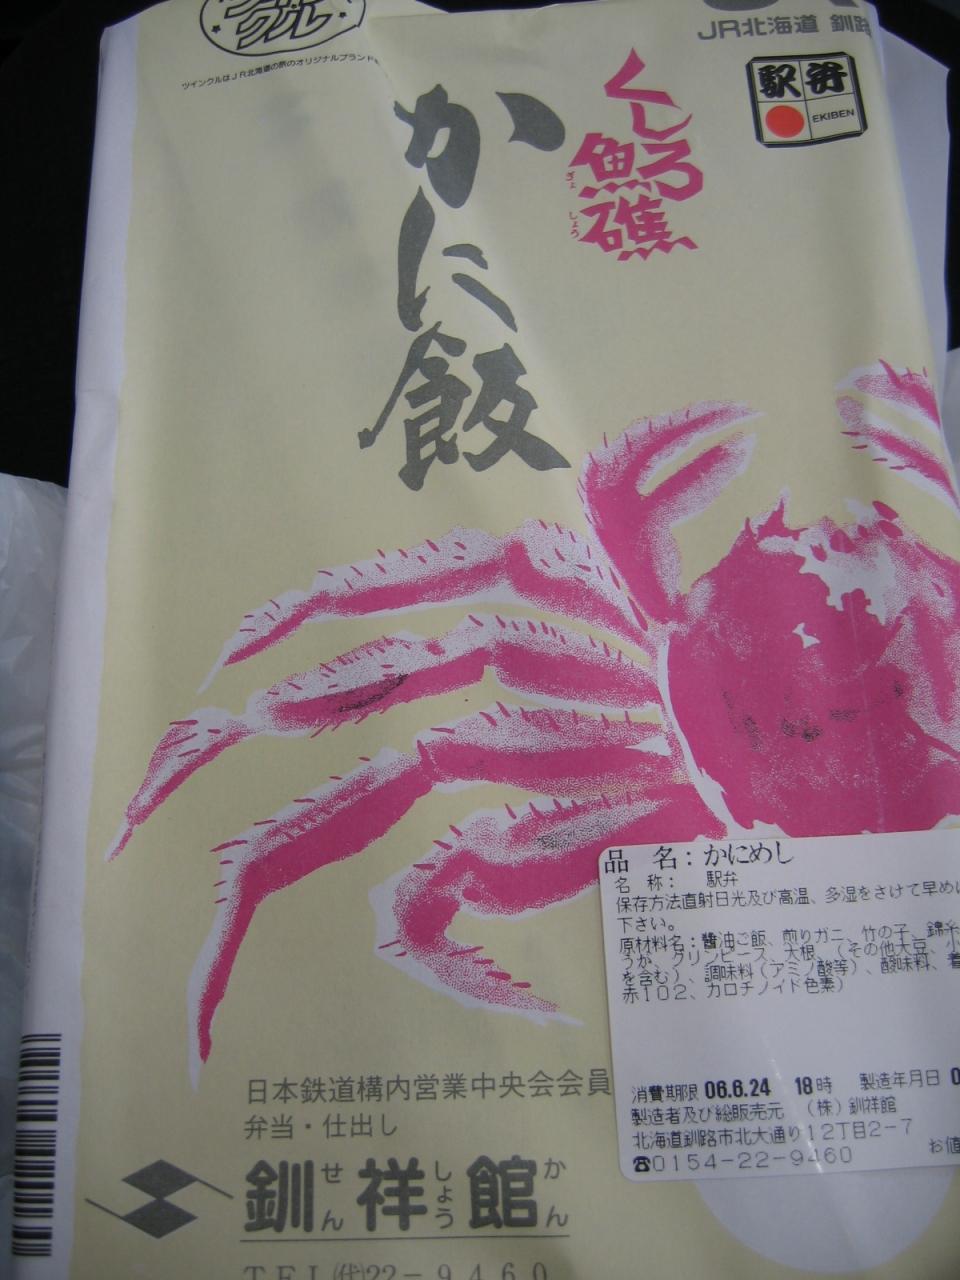 ツインクル
ツインクルはJR北海道の旅のオリジナルブランド
JR北海道 釧路
駅弁
EKIBEN
くしろ
魚礁
ぎょ
しょう
かに飯
品 名：かにめし
名 称： 駅弁
保存方法直射日光及び高温、多湿をさけて早めに
下さい。
原材料名：醤油ご飯、煎りガニ、竹の子、錦糸
うが、グリンピース、大根、（その他大豆、小
を含む）、調味料（アミノ酸等）、酸味料、着
赤102、カロチノイド色素）
消費期限 06.6.24 18時 製造年月日 0
製造者及び総販売元 （株）釧祥館
北海道釧路市北大通り12丁目2-7
お値
☎0154-22-9460
日本鉄道構内営業中央会会員
弁当・仕出し
釧祥館
せん しょう かん
TEL(代)22-9460